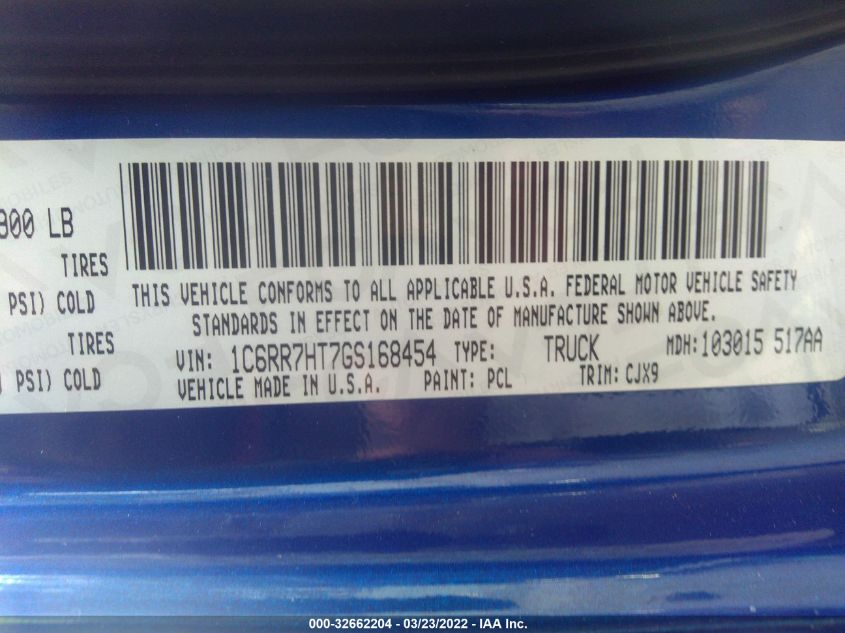 900 LB
TIRES
PSI) COLD
TIRES
PSI) COLD
THIS VEHICLE CONFORMS TO ALL APPLICABLE U.S.A. FEDERAL MOTOR VEHICLE SAFETY
STANDARDS IN EFFECT ON THE DATE OF MANUFACTURE SHOWN ABOVE.
VIN: 1C6RR7HT7GS168454 TYPE: TRUCK MDH:103015 517AA
VEHICLE MADE IN U.S.A. PAINT: PCL TRIM: CJX9
000-32662204 - 03/23/2022 - IAA Inc.